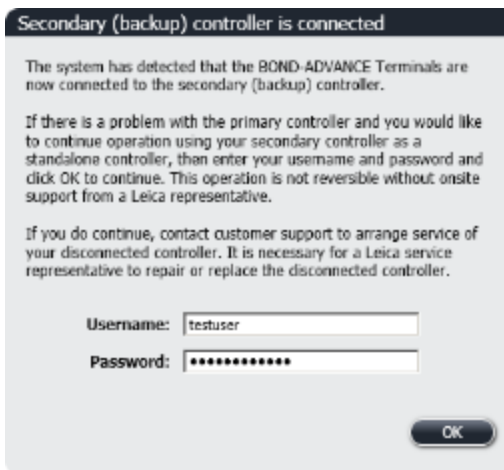 Secondary (backup) controller is connected
The system has detected that the BOND-ADVANCE Terminals are
now connected to the secondary (backup) controller.
If there is a problem with the primary controller and you would like
to continue operation using your secondary controller as a
standalone controller, then enter your username and password and
click OK to continue. This operation is not reversible without onsite
support from a Leica representative.
If you do continue, contact customer support to arrange service of
your disconnected controller. It is necessary for a Leica service
representative to repair or replace the disconnected controller.
Username: testuser
Password: ••••••••••••
OK